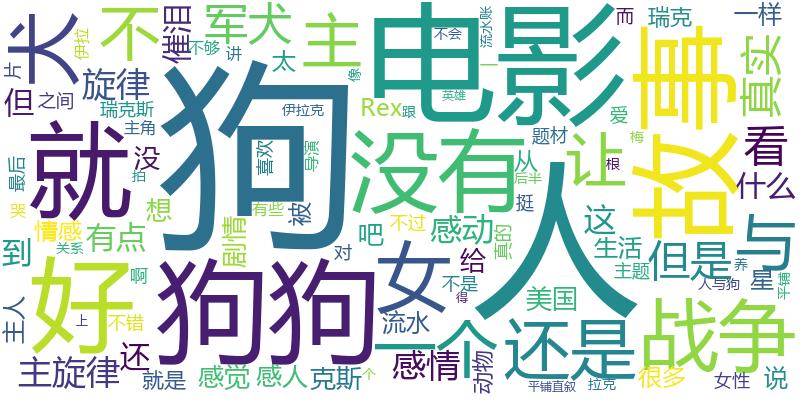 犬
不
军犬
催泪
主
电影
不会
流水账
一
而
瑞克
一样
片
伊拉
不够
讲
太
像
英雄
爱
故事
真实
但
之间
旋律
瑞克斯
主角
伊拉克
Rex
跟
题材
梅
看
就
狗
没
喜欢
导演
没有
从
让
根
什么
最后
拍
人
后半
哭
想
有些
被
挺
这
与
情感
有点
剧情
吧
不过
感动
真的
生活
但是
到
关系
对
女
给
主题
养
星
好
啊
狗狗
不是
美国
人与狗
平铺
主人
上
不错
流水
得
一个
还是
战争
主旋律
还
就是
感觉
感人
克斯
个
感情
动物
平铺直叙
拉克
很多
女性
说